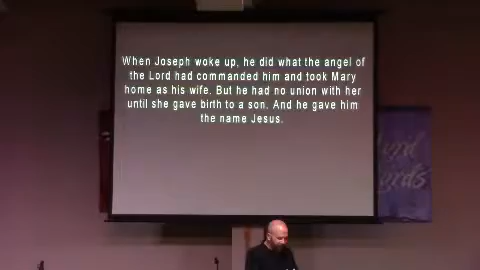 When Joseph woke up, he did what the angel of
the Lord had commanded him and took Mary
home as his wife. But he had no union with her
until she gave birth to a son. And he gave him
the name Jesus.